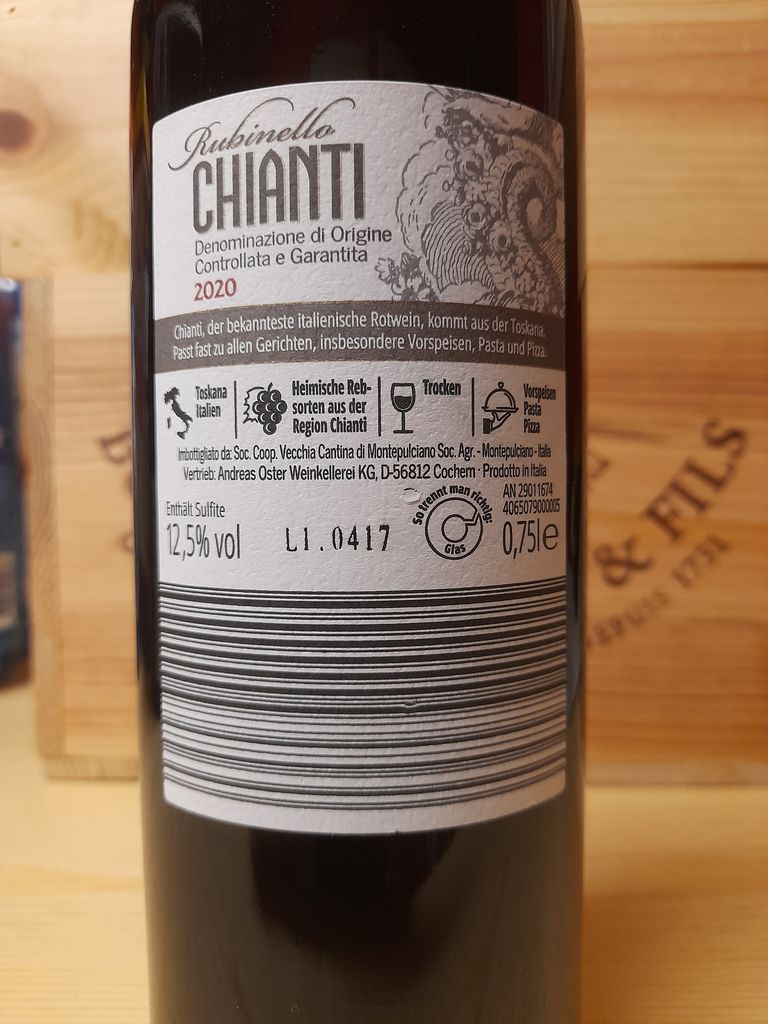 Rubinello
CHIANTI
Denominazione di Origine
Controllata e Garantita
2020
Chianti, der bekannteste italienische Rotwein, kommt aus der Toskana.
Passt fast zu allen Gerichten, insbesondere Vorspeisen, Pasta und Pizza.
Toskana
Italien
Heimische Reb-
sorten aus der
Region Chianti
Trocken
Vorspeisen
Pasta
Pizza
Imbottigliato da: Soc. Coop. Vecchia Cantina di Montepulciano Soc. Agr. - Montepulciano - Italia
Vertrieb: Andreas Oster Weinkellerei KG, D-56812 Cochem · Prodotto in Italia
Enthält Sulfite
12,5% vol
L1.0417
So trennt man richtig:
Glas
AN 29011674
4065079000005
0,75l e
& FILS
DEPUIS 1731